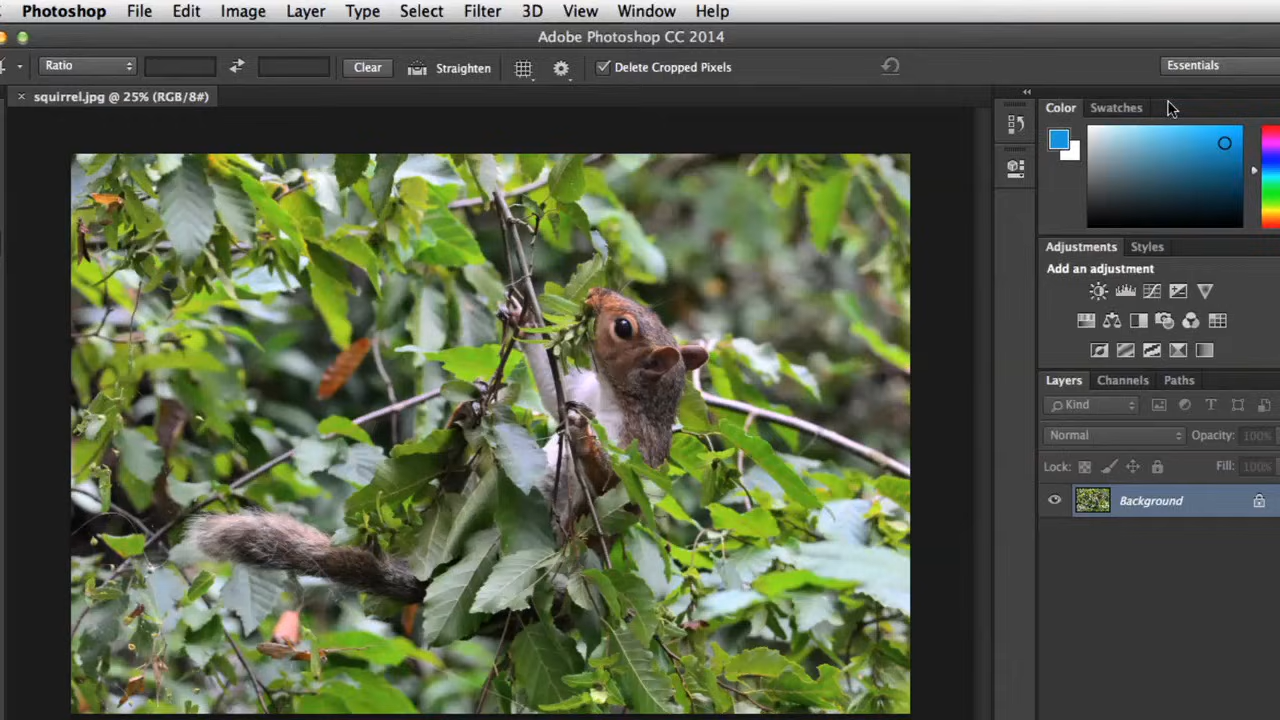 Photoshop File Edit Image Layer Type Select Filter 3D View Window Help
Adobe Photoshop CC 2014
Ratio Clear Straighten Delete Cropped Pixels Essentials
× squirrel.jpg @ 25% (RGB/8#)
Color Swatches
Adjustments Styles
Add an adjustment
Layers Channels Paths
Kind T
Normal Opacity: 100%
Lock: Fill: 100%
Background